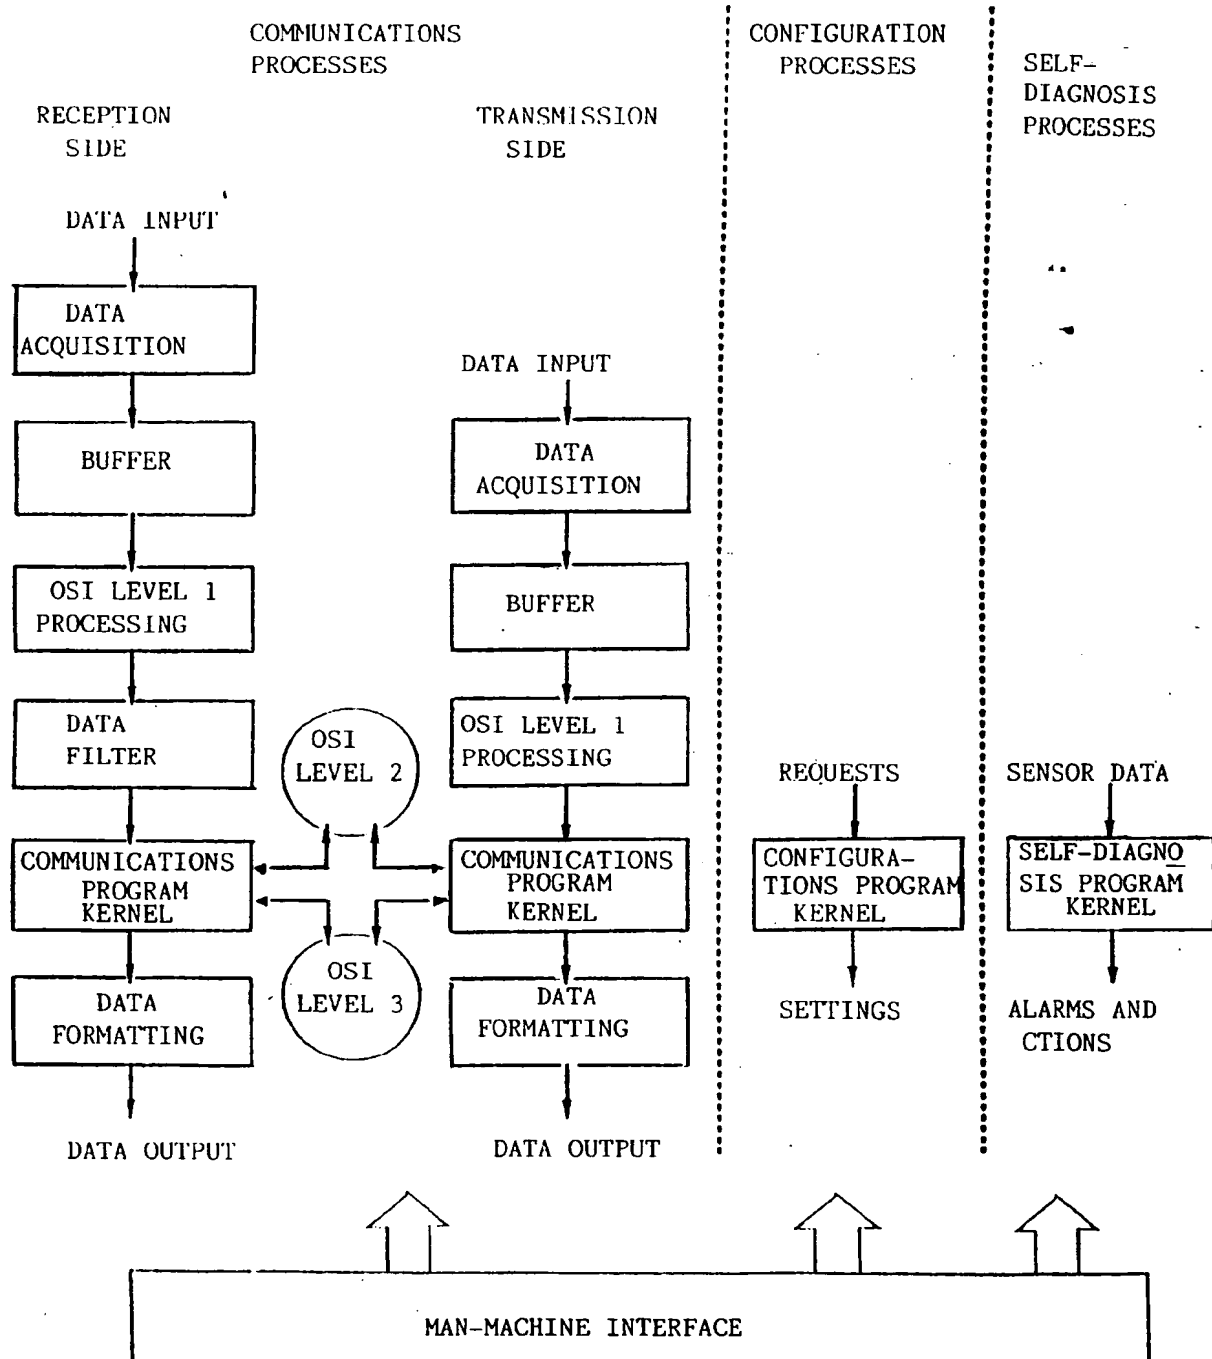 COMMUNICATIONS
PROCESSES
CONFIGURATION
PROCESSES
SELF-
DIAGNOSIS
PROCESSES
RECEPTION
SIDE
DATA INPUT
DATA
ACQUISITION
BUFFER
OSI LEVEL 1
PROCESSING
DATA
FILTER
COMMUNICATIONS
PROGRAM
KERNEL
DATA
FORMATTING
DATA OUTPUT
OSI
LEVEL 2
OSI
LEVEL 3
TRANSMISSION
SIDE
DATA INPUT
DATA
ACQUISITION
BUFFER
OSI LEVEL 1
PROCESSING
COMMUNICATIONS
PROGRAM
KERNEL
DATA
FORMATTING
DATA OUTPUT
REQUESTS
CONFIGURA-
TIONS PROGRAM
KERNEL
SETTINGS
SENSOR DATA
SELF-DIAGNO
SIS PROGRAM
KERNEL
ALARMS AND
CTIONS
MAN-MACHINE INTERFACE